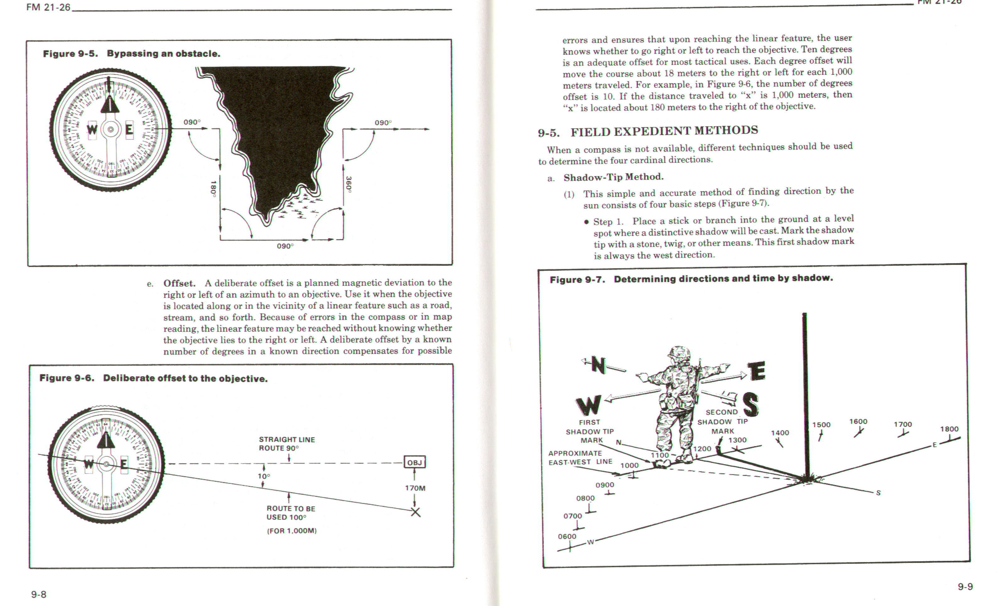 FM 21-26
Figure 9-5. Bypassing an obstacle.
W E
090°
180°
090°
360°
090°
e. Offset. A deliberate offset is a planned magnetic deviation to the
right or left of an azimuth to an objective. Use it when the objective
is located along or in the vicinity of a linear feature such as a road,
stream, and so forth. Because of errors in the compass or in map
reading, the linear feature may be reached without knowing whether
the objective lies to the right or left. A deliberate offset by a known
number of degrees in a known direction compensates for possible
Figure 9-6. Deliberate offset to the objective.
W E
STRAIGHT LINE
ROUTE 90°
10°
OBJ
170M
ROUTE TO BE
USED 100°
(FOR 1,000M)
9-8
FM 21-26
errors and ensures that upon reaching the linear feature, the user
knows whether to go right or left to reach the objective. Ten degrees
is an adequate offset for most tactical uses. Each degree offset will
move the course about 18 meters to the right or left for each 1,000
meters traveled. For example, in Figure 9-6, the number of degrees
offset is 10. If the distance traveled to “x” is 1,000 meters, then
“x” is located about 180 meters to the right of the objective.
9-5. FIELD EXPEDIENT METHODS
When a compass is not available, different techniques should be used
to determine the four cardinal directions.
a. Shadow-Tip Method.
(1) This simple and accurate method of finding direction by the
sun consists of four basic steps (Figure 9-7).
• Step 1. Place a stick or branch into the ground at a level
spot where a distinctive shadow will be cast. Mark the shadow
tip with a stone, twig, or other means. This first shadow mark
is always the west direction.
Figure 9-7. Determining directions and time by shadow.
N
E
W
S
FIRST
SHADOW TIP
MARK
SECOND
SHADOW TIP
MARK
APPROXIMATE
EAST-WEST LINE
N
0600
0700
0800
0900
1000
1100
1200
1300
1400
1500
1600
1700
1800
E
S
W
9-9